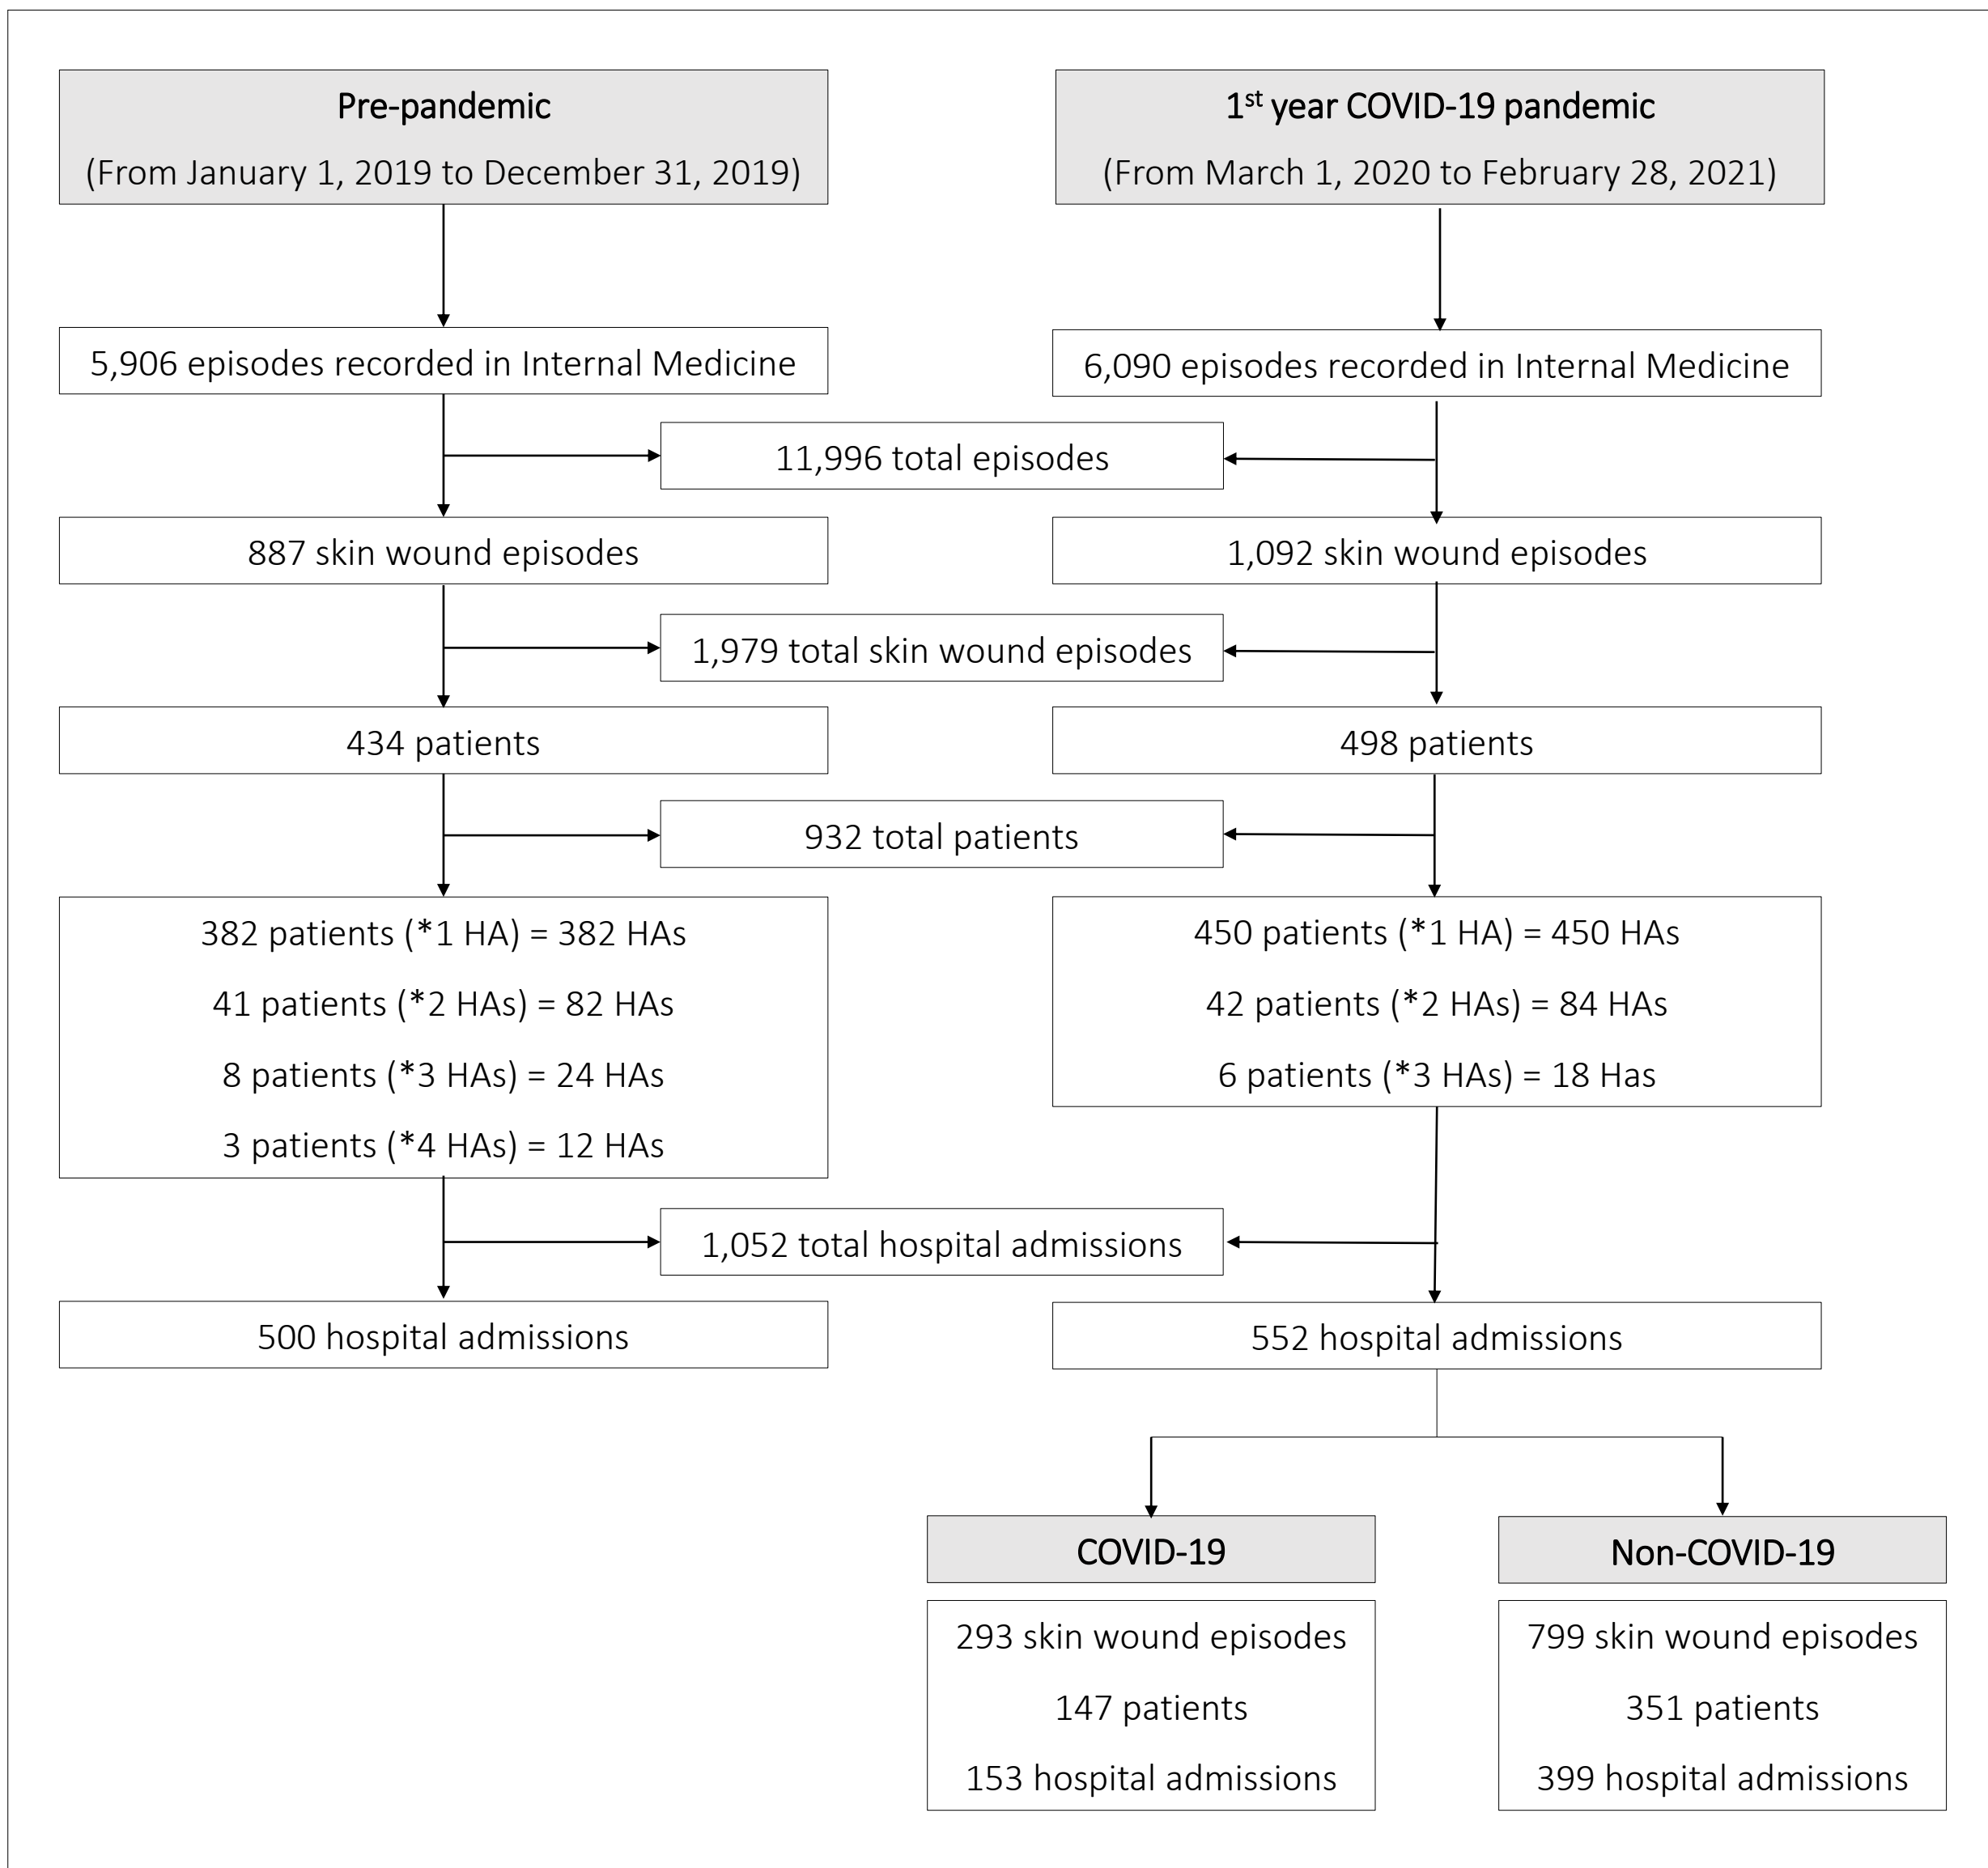 Pre-pandemic
(From January 1, 2019 to December 31, 2019)
1st year COVID-19 pandemic
(From March 1, 2020 to February 28, 2021)
5,906 episodes recorded in Internal Medicine
6,090 episodes recorded in Internal Medicine
11,996 total episodes
887 skin wound episodes
1,092 skin wound episodes
1,979 total skin wound episodes
434 patients
498 patients
932 total patients
382 patients (*1 HA) = 382 HAs
41 patients (*2 HAs) = 82 HAs
8 patients (*3 HAs) = 24 HAs
3 patients (*4 HAs) = 12 HAs
450 patients (*1 HA) = 450 HAs
42 patients (*2 HAs) = 84 HAs
6 patients (*3 HAs) = 18 Has
1,052 total hospital admissions
500 hospital admissions
552 hospital admissions
COVID-19
293 skin wound episodes
147 patients
153 hospital admissions
Non-COVID-19
799 skin wound episodes
351 patients
399 hospital admissions